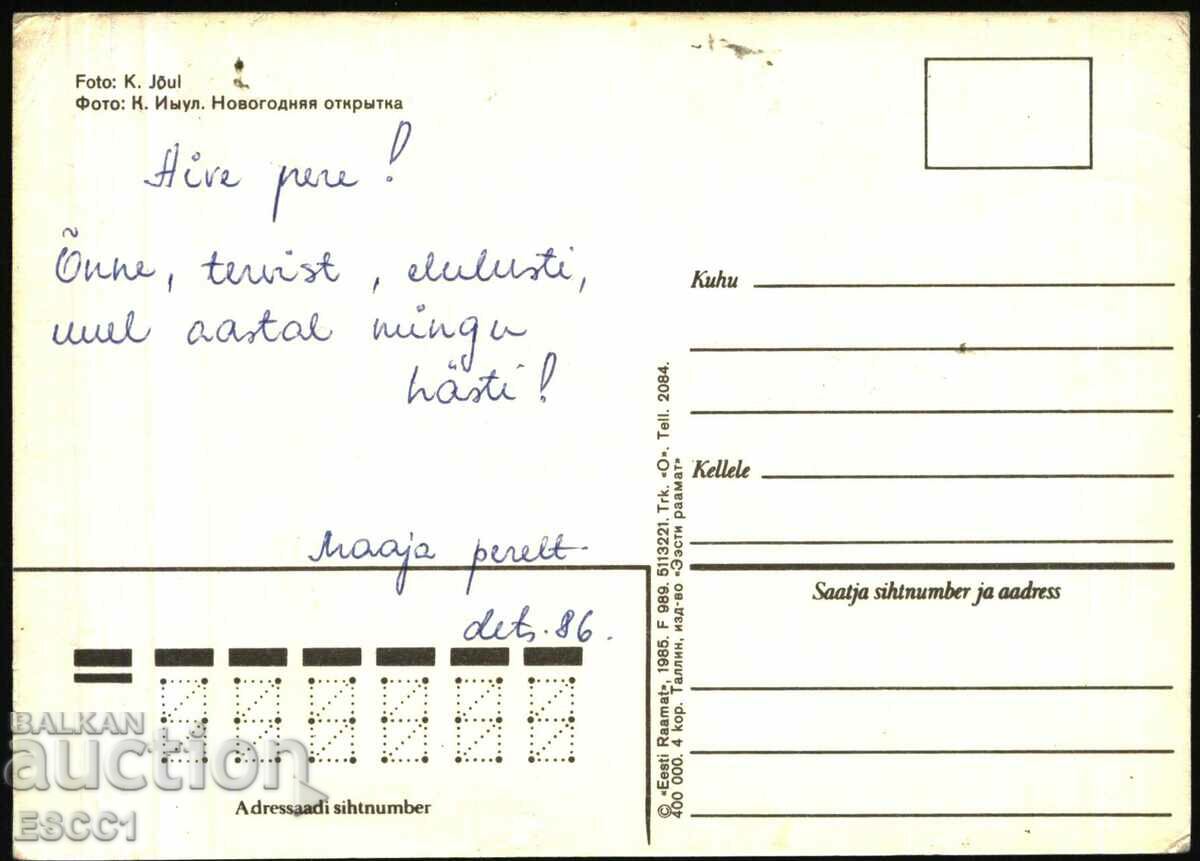 Foto: K. Jõul
Фото: К. Иыул. Новогодняя открытка
Aive pere!
Õnne, tervist, elulusti,
uuel aastal mingu
hästi!
Maaja perelt
dets. 86.
Adressaadi sihtnumber
© «Eesti Raamat», 1985. F 989. 5113221. Trk. «O». Tell. 2084.
400 000. 4 кор. Таллин, изд-во «Ээсти раамат»
Kuhu
Kellele
Saatja sihtnumber ja aadress
BALKAN
auction
ESCC1